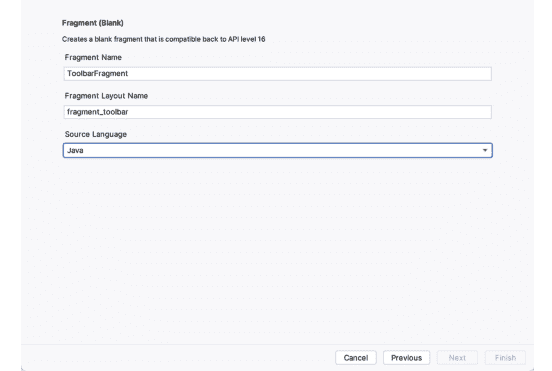 Fragment (Blank)
Creates a blank fragment that is compatible back to API level 16
Fragment Name
ToolbarFragment
Fragment Layout Name
fragment_toolbar
Source Language
Java
Cancel Previous Next Finish